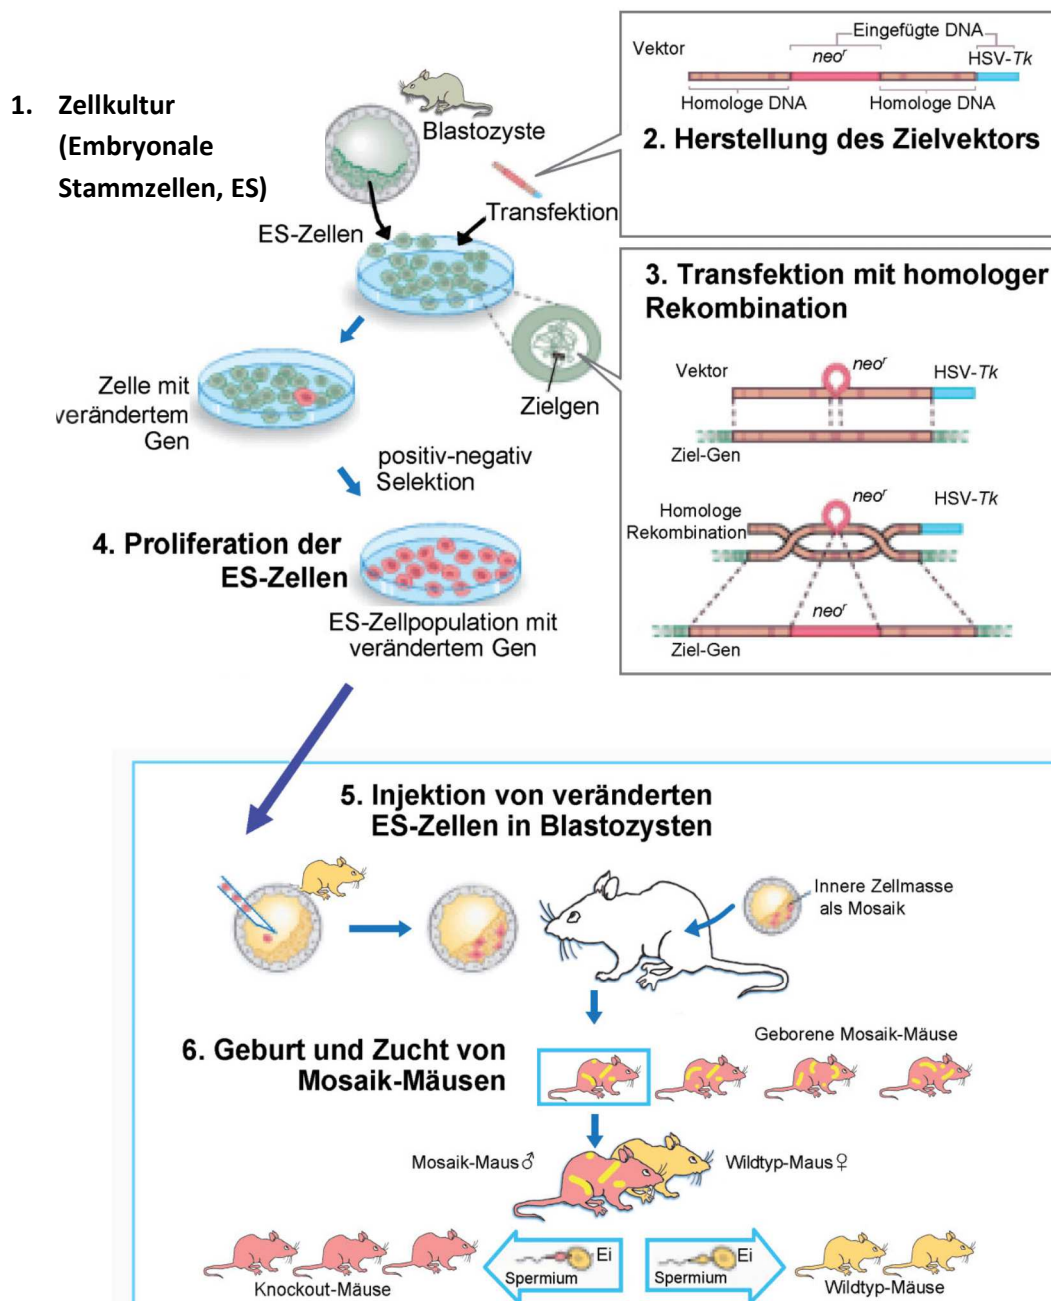 1. Zellkultur
(Embryonale
Stammzellen, ES)
Blastozyste
ES-Zellen
Transfektion
Vektor
Eingefügte DNA
neoʳ
HSV-Tk
Homologe DNA
Homologe DNA
2. Herstellung des Zielvektors
3. Transfektion mit homologer
Rekombination
Vektor
neoʳ
HSV-Tk
Ziel-Gen
Homologe
Rekombination
neoʳ
HSV-Tk
neoʳ
Ziel-Gen
Zielgen
Zelle mit
verändertem
Gen
positiv-negativ
Selektion
4. Proliferation der
ES-Zellen
ES-Zellpopulation mit
verändertem Gen
5. Injektion von veränderten
ES-Zellen in Blastozysten
Innere Zellmasse
als Mosaik
6. Geburt und Zucht von
Mosaik-Mäusen
Geborene Mosaik-Mäuse
Mosaik-Maus♂
Wildtyp-Maus♀
Ei
Spermium
Ei
Spermium
Knockout-Mäuse
Wildtyp-Mäuse